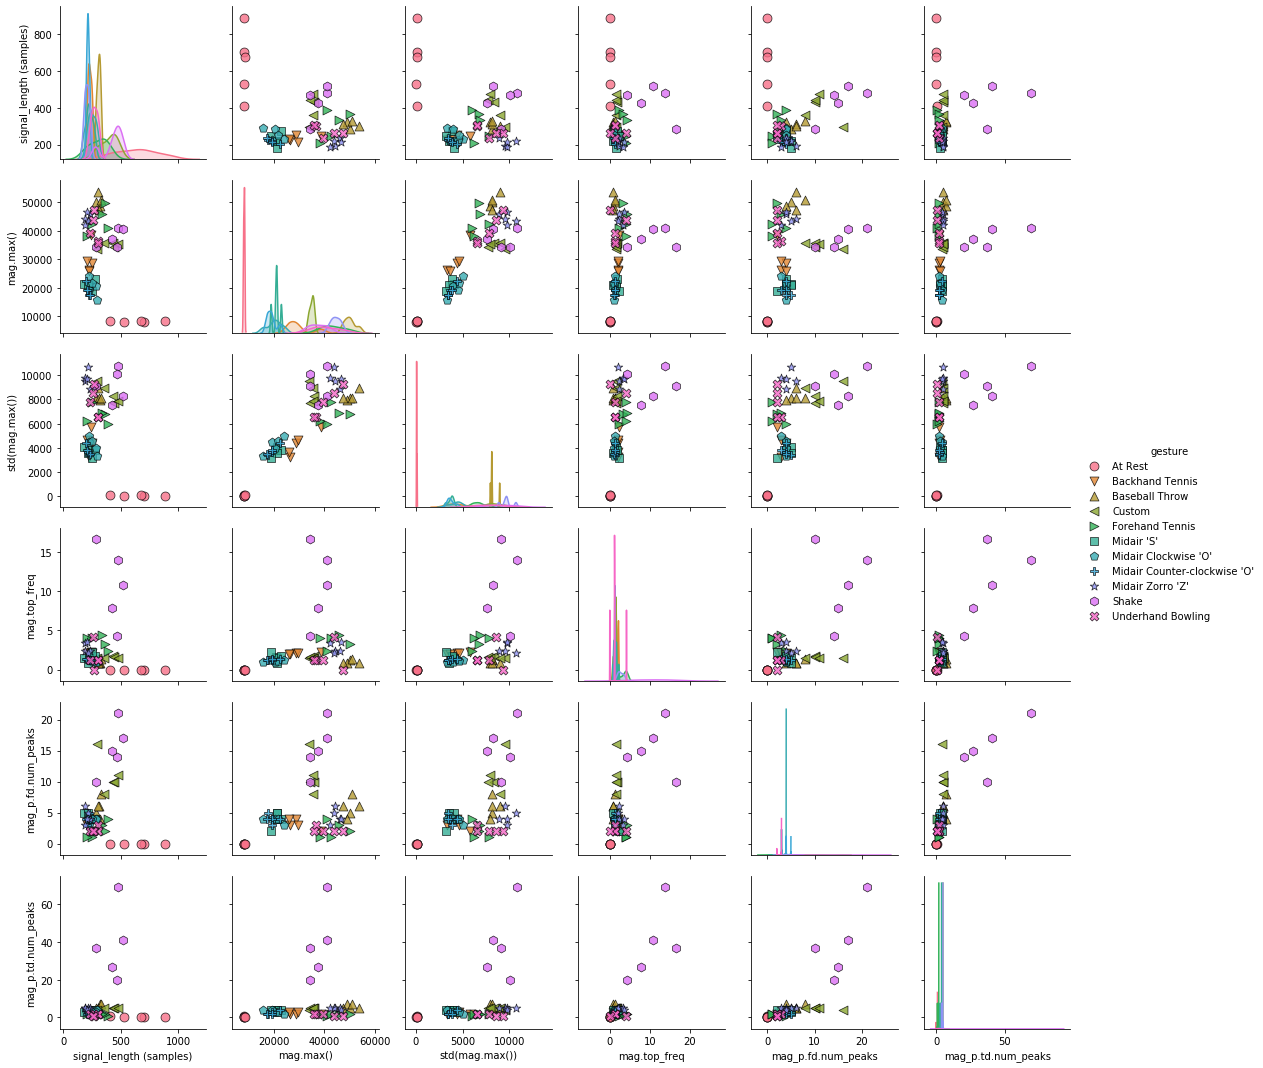 signal_length (samples)
800
600
400
200
mag.max()
50000
40000
30000
20000
10000
std(mag.max())
10000
8000
6000
4000
2000
0
mag.top_freq
15
10
5
0
mag_p.fd.num_peaks
20
15
10
5
0
mag_p.td.num_peaks
60
40
20
0
0 500 1000
signal_length (samples)
20000 40000 60000
mag.max()
0 5000 10000
std(mag.max())
0 10 20
mag.top_freq
0 10 20
mag_p.fd.num_peaks
0 50
mag_p.td.num_peaks
gesture
At Rest
Backhand Tennis
Baseball Throw
Custom
Forehand Tennis
Midair 'S'
Midair Clockwise 'O'
Midair Counter-clockwise 'O'
Midair Zorro 'Z'
Shake
Underhand Bowling